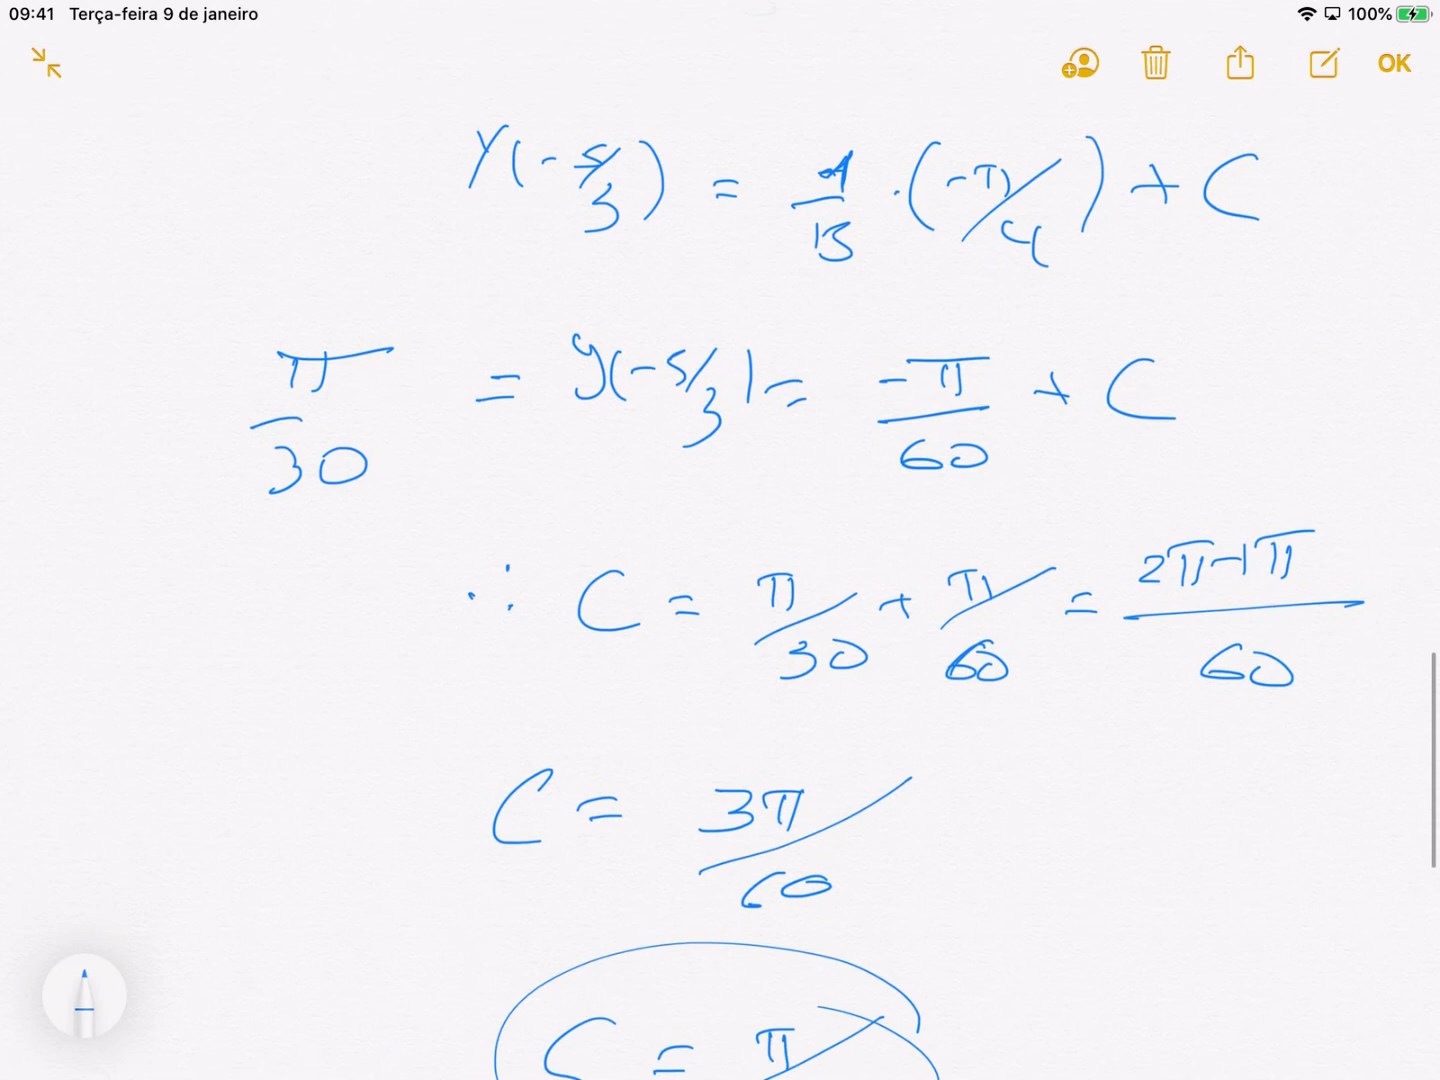 09:41 Terça-feira 9 de janeiro 100%
OK
y(-5/3) = 1/15 · (-π/4) + C
π/30 = y(-5/3) = -π/60 + C
∴ C = π/30 + π/60 = 2π+1π/60
C = 3π/60
C = π/